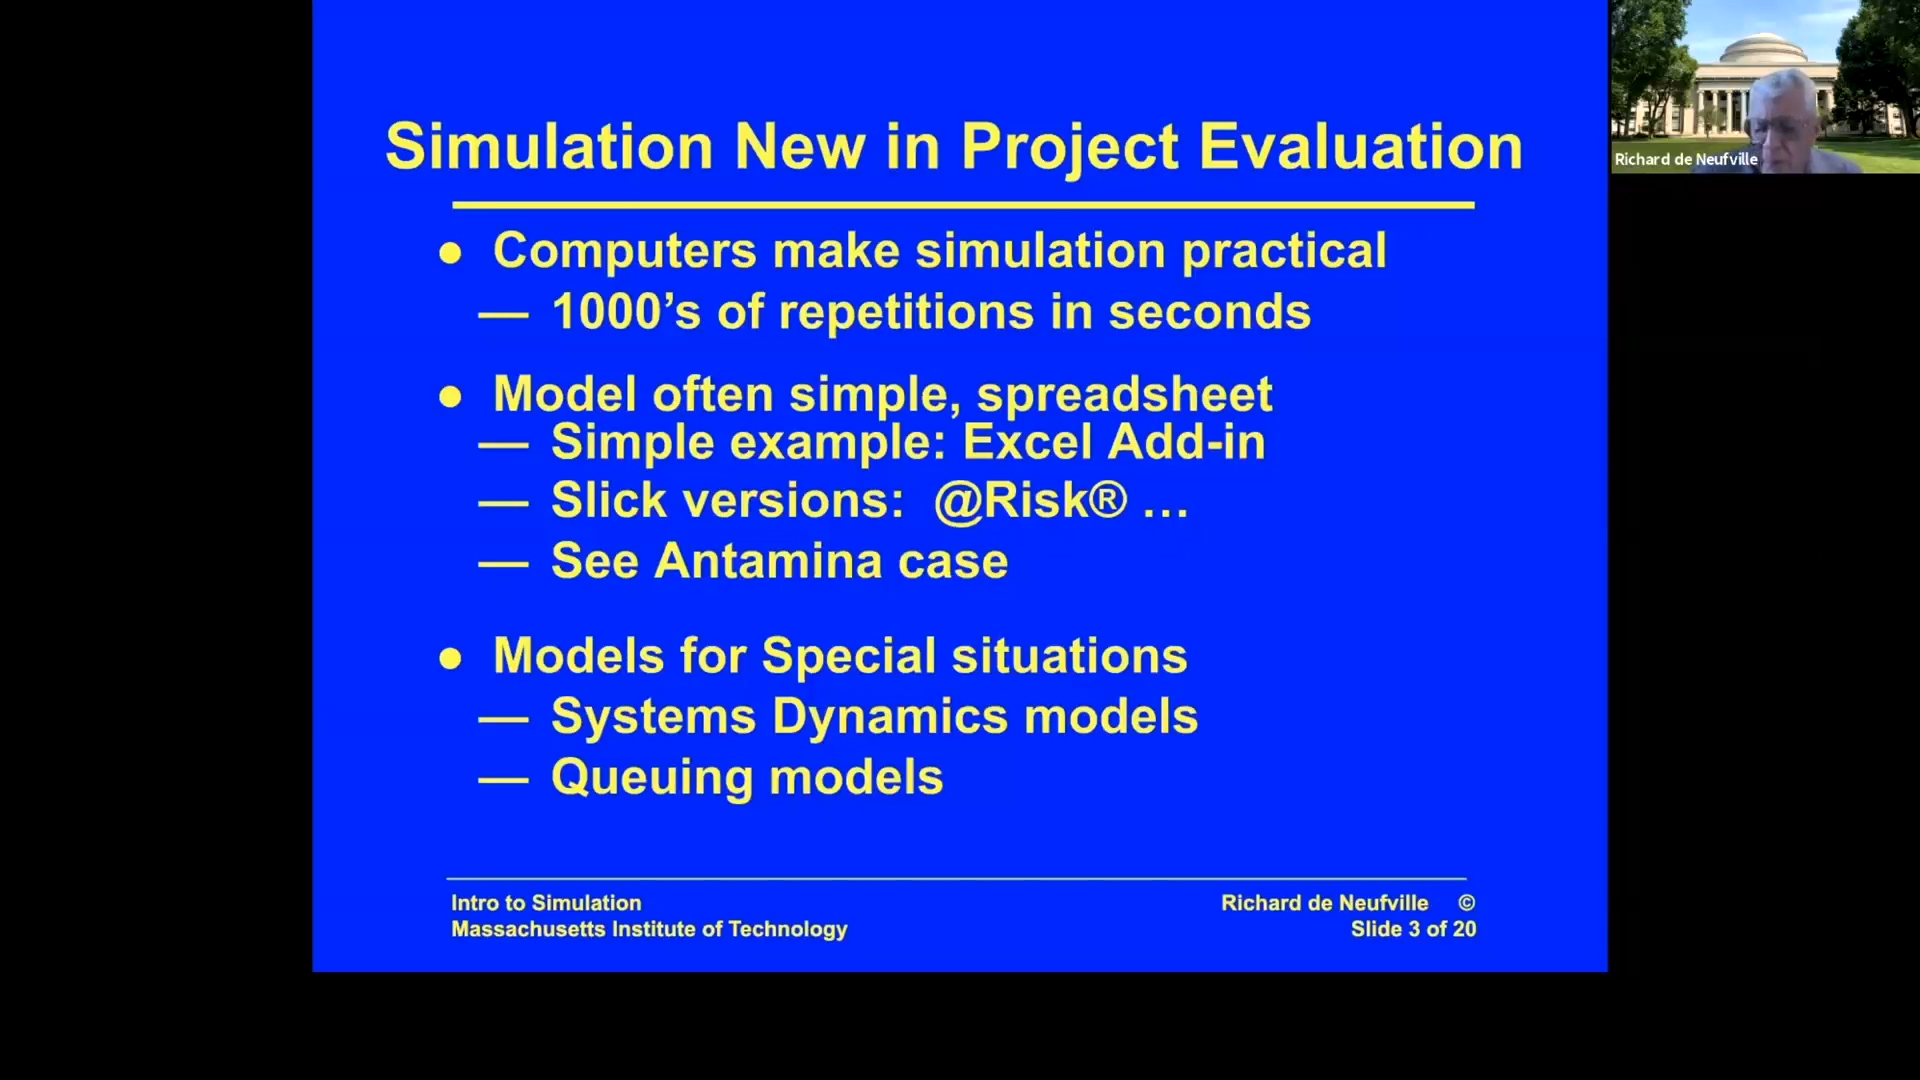 Simulation New in Project Evaluation
● Computers make simulation practical
— 1000’s of repetitions in seconds
● Model often simple, spreadsheet
— Simple example: Excel Add-in
— Slick versions: @Risk® …
— See Antamina case
● Models for Special situations
— Systems Dynamics models
— Queuing models
Intro to Simulation
Massachusetts Institute of Technology
Richard de Neufville ©
Slide 3 of 20
Richard de Neufville